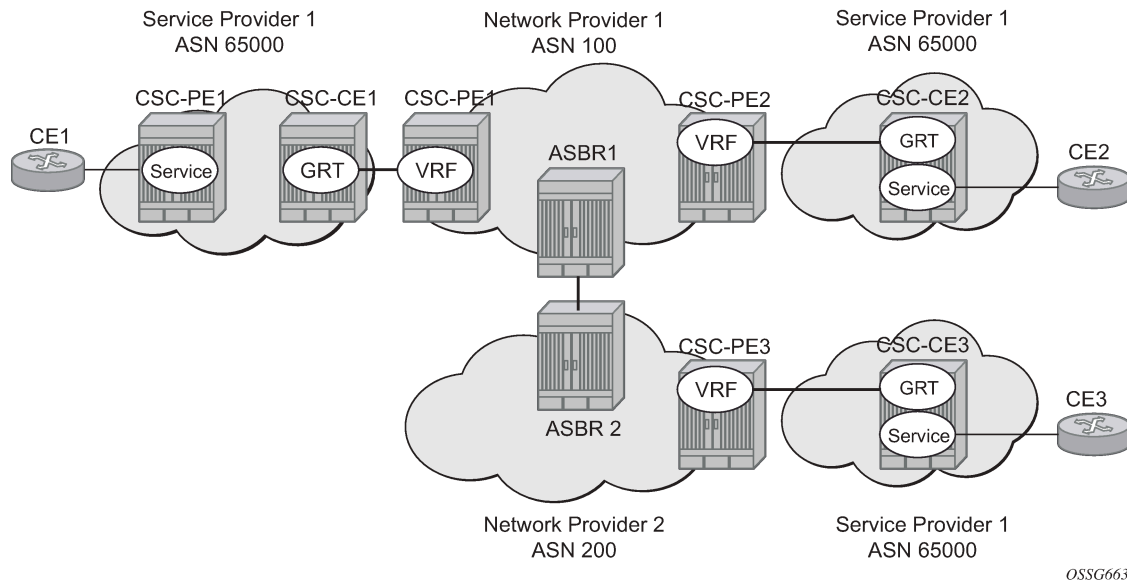 Service Provider 1
ASN 65000
Network Provider 1
ASN 100
Service Provider 1
ASN 65000
CSC-PE1
CSC-CE1
CSC-PE1
CSC-PE2
CSC-CE2
CE1
Service
GRT
VRF
ASBR1
VRF
GRT
Service
CE2
ASBR 2
CSC-PE3
VRF
CSC-CE3
GRT
Service
CE3
Network Provider 2
ASN 200
Service Provider 1
ASN 65000
OSSG663